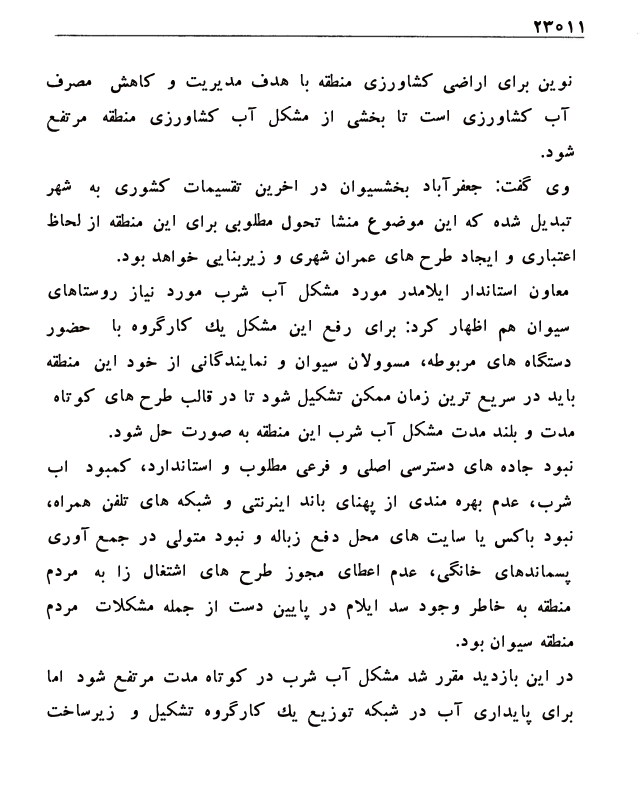 ۲۳۰۱۱
نوین برای اراضی کشاورزی منطقه با هدف مدیریت و کاهش مصرف
آب کشاورزی است تا بخشی از مشکل آب کشاورزی منطقه مرتفع
شود.
وی گفت: جعفرآباد بخشسیوان در اخرین تقسیمات کشوری به شهر
تبدیل شده که این موضوع منشا تحول مطلوبی برای این منطقه از لحاظ
اعتباری و ایجاد طرح های عمران شهری و زیربنایی خواهد بود.
معاون استاندار ایلامدر مورد مشکل آب شرب مورد نیاز روستاهای
سیوان هم اظهار کرد: برای رفع این مشکل یك کارگروه با حضور
دستگاه های مربوطه، مسوولان سیوان و نمایندگانی از خود این منطقه
باید در سریع ترین زمان ممکن تشکیل شود تا در قالب طرح های کوتاه
مدت و بلند مدت مشکل آب شرب این منطقه به صورت حل شود.
نبود جاده های دسترسی اصلی و فرعی مطلوب و استاندارد، کمبود اب
شرب، عدم بهره مندی از پهنای باند اینرنتی و شبکه های تلفن همراه،
نبود باکس یا سایت های محل دفع زباله و نبود متولی در جمع آوری
پسماندهای خانگی، عدم اعطای مجوز طرح های اشتغال زا به مردم
منطقه به خاطر وجود سد ایلام در پایین دست از جمله مشکلات مردم
منطقه سیوان بود.
در این بازدید مقرر شد مشکل آب شرب در کوتاه مدت مرتفع شود اما
برای پایداری آب در شبکه توزیع یك کارگروه تشکیل و زیرساخت